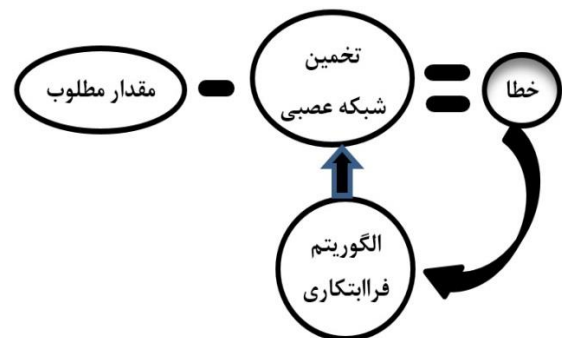 مقدار مطلوب
تخمین
شبکه عصبی
خطا
الگوریتم
فراابتکاری